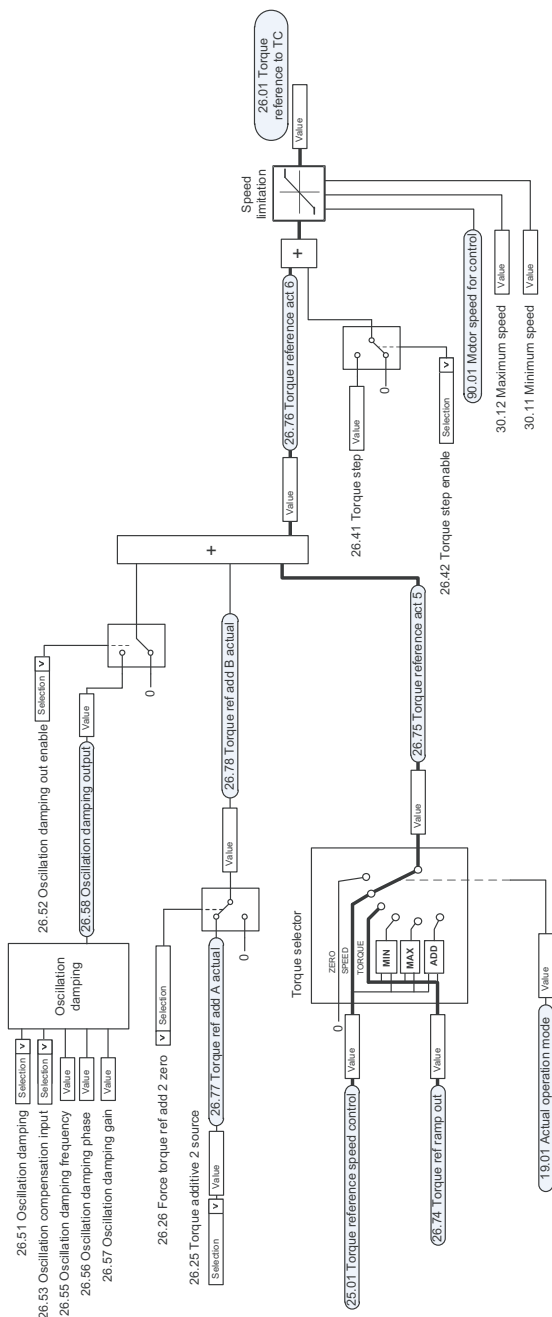 26.51 Oscillation damping
Selection
v
26.53 Oscillation compensation input
Selection
v
26.55 Oscillation damping frequency
Value
26.56 Oscillation damping phase
Value
26.57 Oscillation damping gain
Value
Oscillation
damping
26.52 Oscillation damping out enable
Selection
v
26.58 Oscillation damping output
Value
0
26.26 Force torque ref add 2 zero
v
Selection
26.25 Torque additive 2 source
Selection
v
Value
26.77 Torque ref add A actual
Value
0
Value
26.78 Torque ref add B actual
Torque selector
0
ZERO
SPEED
TORQUE
MIN
MAX
ADD
25.01 Torque reference speed control
Value
26.74 Torque ref ramp out
Value
19.01 Actual operation mode
Value
Value
26.75 Torque reference act 5
+
Value
26.76 Torque reference act 6
26.41 Torque step
Value
0
26.42 Torque step enable
Selection
v
+
Speed
limitation
90.01 Motor speed for control
30.12 Maximum speed
Value
30.11 Minimum speed
Value
Value
26.01 Torque
reference to TC